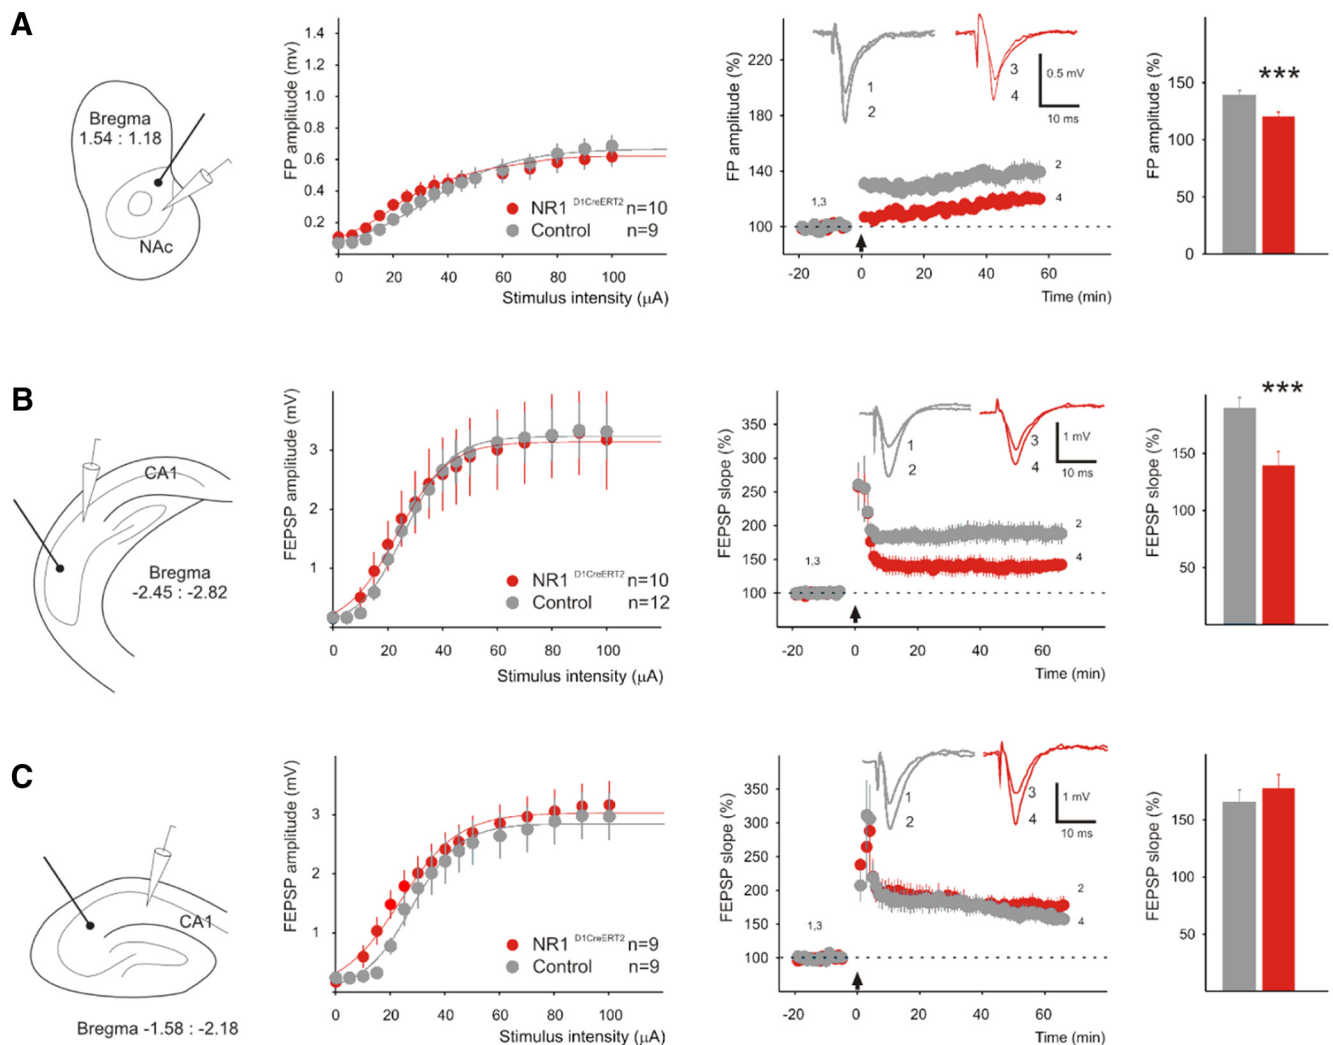 A
Bregma
1.54 : 1.18
NAc
FP amplitude (mv)
1.4
1.2
1.0
0.8
0.6
0.4
0.2
NR1 D1CreERT2 n=10
Control n=9
0 20 40 60 80 100
Stimulus intensity (µA)
FP amplitude (%)
220
180
140
100
1
2
3
4
0.5 mV
10 ms
1,3
2
4
-20 0 20 40 60
Time (min)
FP amplitude (%)
150
100
50
0
***
B
CA1
Bregma
-2.45 : -2.82
FEPSP amplitude (mV)
3
2
1
NR1 D1CreERT2 n=10
Control n=12
0 20 40 60 80 100
Stimulus intensity (µA)
FEPSP slope (%)
350
300
250
200
150
100
1
2
3
4
1 mV
10 ms
1,3
2
4
-20 0 20 40 60
Time (min)
FEPSP slope (%)
150
100
50
***
C
CA1
Bregma -1.58 : -2.18
FEPSP amplitude (mV)
3
2
1
NR1 D1CreERT2 n=9
Control n=9
0 20 40 60 80 100
Stimulus intensity (µA)
FEPSP slope (%)
350
300
250
200
150
100
1
2
3
4
1 mV
10 ms
1,3
2
4
-20 0 20 40 60
Time (min)
FEPSP slope (%)
150
100
50